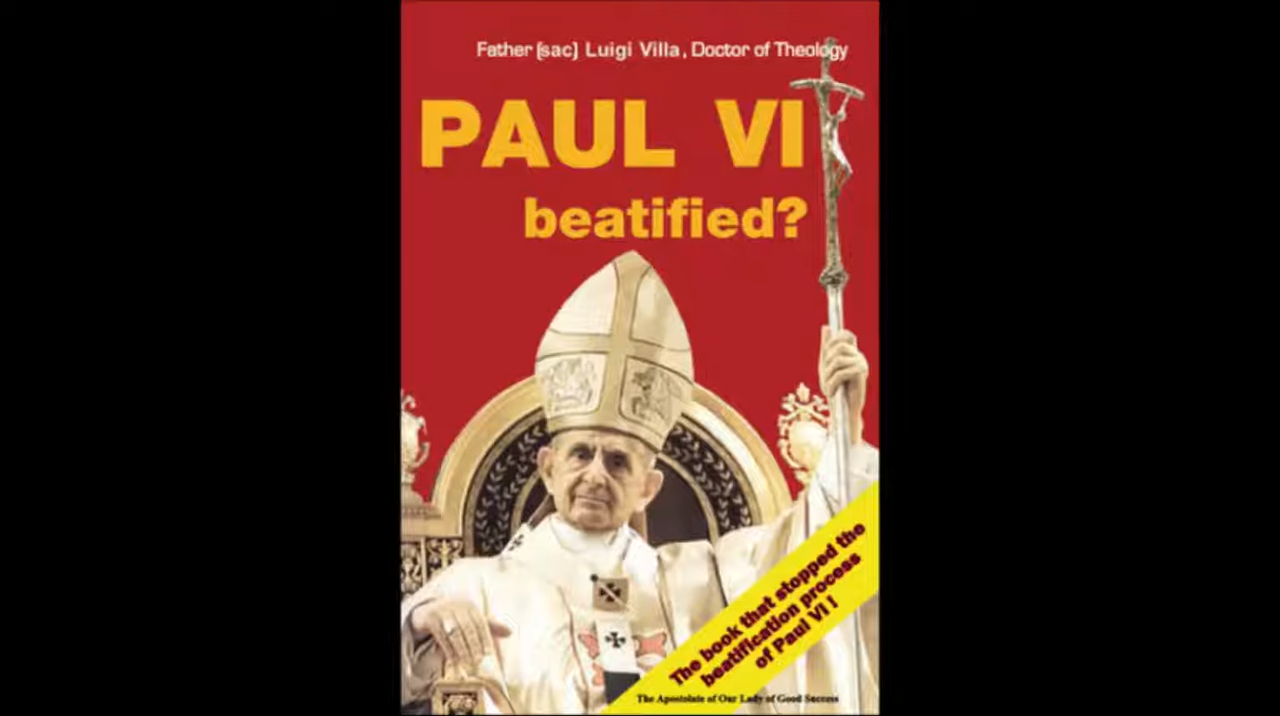 Father (sac) Luigi Villa, Doctor of Theology
PAUL VI
beatified?
The book that stopped the
beatification process
of Paul VI !
The Apostolate of Our Lady of Good Success